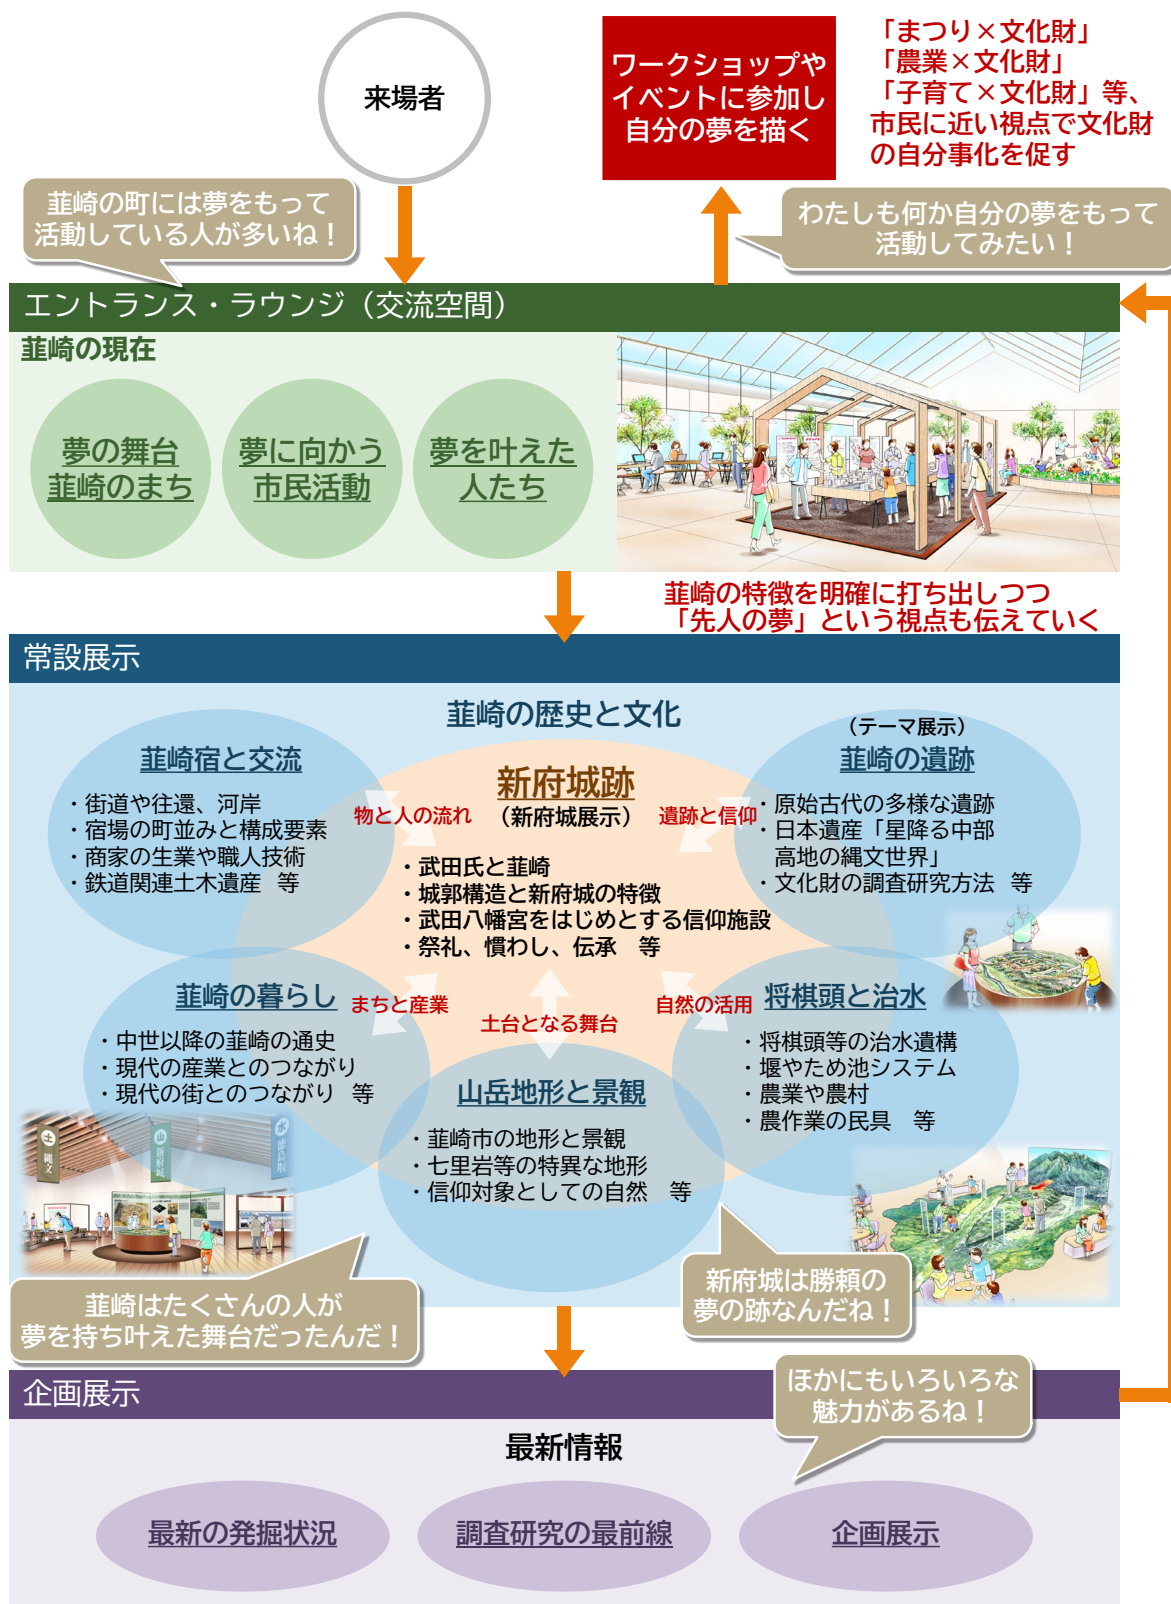 来場者
ワークショップや
イベントに参加し
自分の夢を描く
「まつり×文化財」
「農業×文化財」
「子育て×文化財」等、
市民に近い視点で文化財
の自分事化を促す
韮崎の町には夢をもって
活動している人が多いね！
わたしも何か自分の夢をもって
活動してみたい！
エントランス・ラウンジ（交流空間）
韮崎の現在
夢の舞台
韮崎のまち
夢に向かう
市民活動
夢を叶えた
人たち
韮崎の特徴を明確に打ち出しつつ
「先人の夢」という視点も伝えていく
常設展示
韮崎の歴史と文化
韮崎宿と交流
・街道や往還、河岸
・宿場の町並みと構成要素
・商家の生業や職人技術
・鉄道関連土木遺産　等
物と人の流れ
新府城跡
（新府城展示）
・武田氏と韮崎
・城郭構造と新府城の特徴
・武田八幡宮をはじめとする信仰施設
・祭礼、慣わし、伝承　等
遺跡と信仰
（テーマ展示）
韮崎の遺跡
・原始古代の多様な遺跡
・日本遺産「星降る中部
高地の縄文世界」
・文化財の調査研究方法　等
韮崎の暮らし
・中世以降の韮崎の通史
・現代の産業とのつながり
・現代の街とのつながり　等
まちと産業
土台となる舞台
自然の活用
将棋頭と治水
・将棋頭等の治水遺構
・堰やため池システム
・農業や農村
・農作業の民具　等
山岳地形と景観
・韮崎市の地形と景観
・七里岩等の特異な地形
・信仰対象としての自然　等
土
縄文
山
新府城
水
徳島堰
韮崎はたくさんの人が
夢を持ち叶えた舞台だったんだ！
新府城は勝頼の
夢の跡なんだね！
企画展示
ほかにもいろいろな
魅力があるね！
最新情報
最新の発掘状況
調査研究の最前線
企画展示